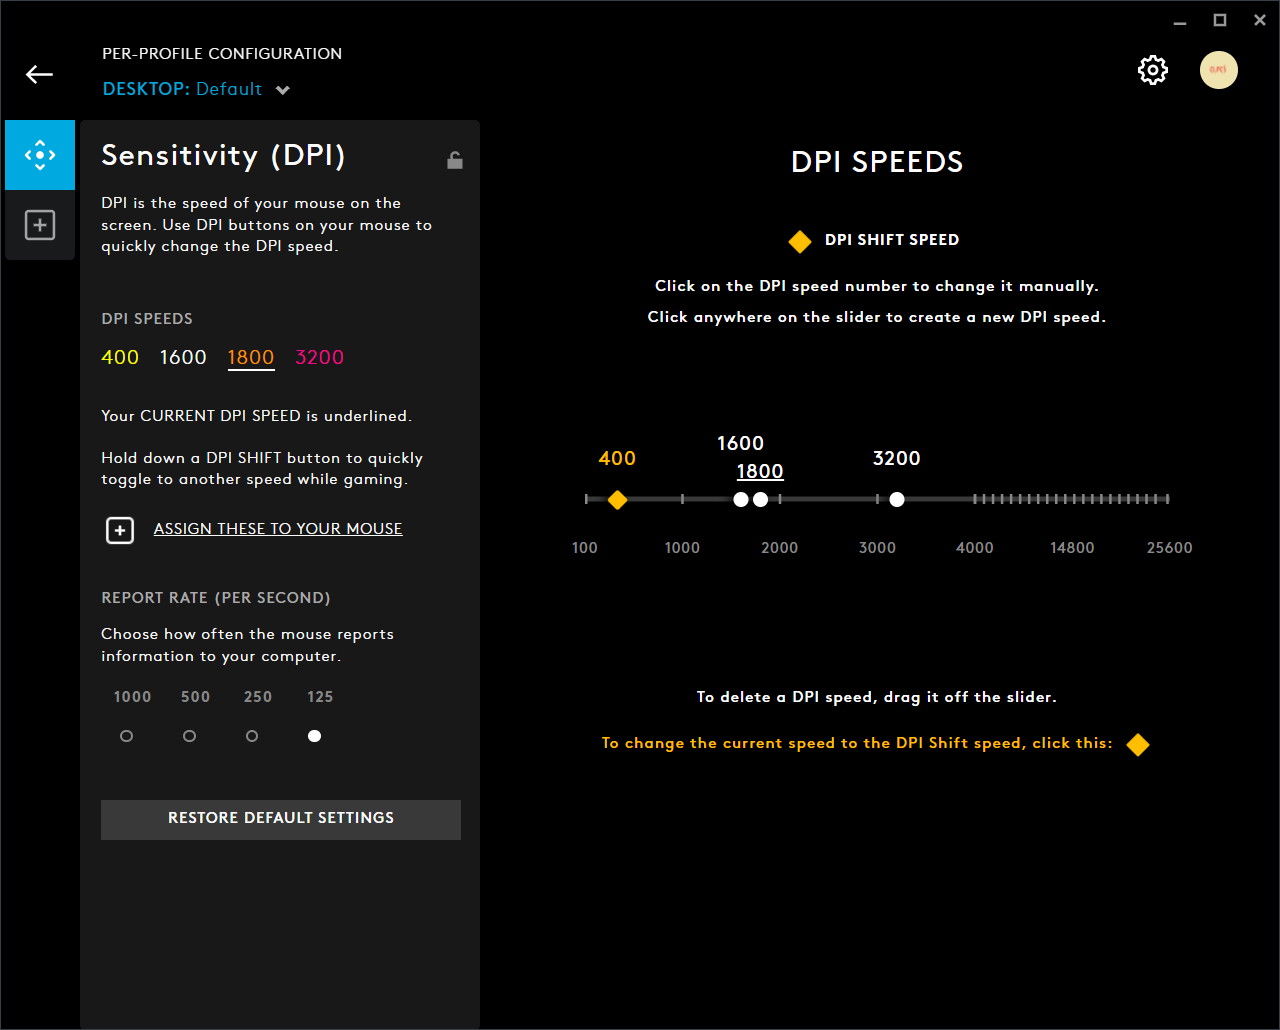 PER-PROFILE CONFIGURATION
DESKTOP: Default
Sensitivity (DPI)
DPI is the speed of your mouse on the
screen. Use DPI buttons on your mouse to
quickly change the DPI speed.
DPI SPEEDS
400 1600 1800 3200
Your CURRENT DPI SPEED is underlined.
Hold down a DPI SHIFT button to quickly
toggle to another speed while gaming.
ASSIGN THESE TO YOUR MOUSE
REPORT RATE (PER SECOND)
Choose how often the mouse reports
information to your computer.
1000 500 250 125
RESTORE DEFAULT SETTINGS
DPI SPEEDS
DPI SHIFT SPEED
Click on the DPI speed number to change it manually.
Click anywhere on the slider to create a new DPI speed.
1600
400 3200
1800
100 1000 2000 3000 4000 14800 25600
To delete a DPI speed, drag it off the slider.
To change the current speed to the DPI Shift speed, click this: